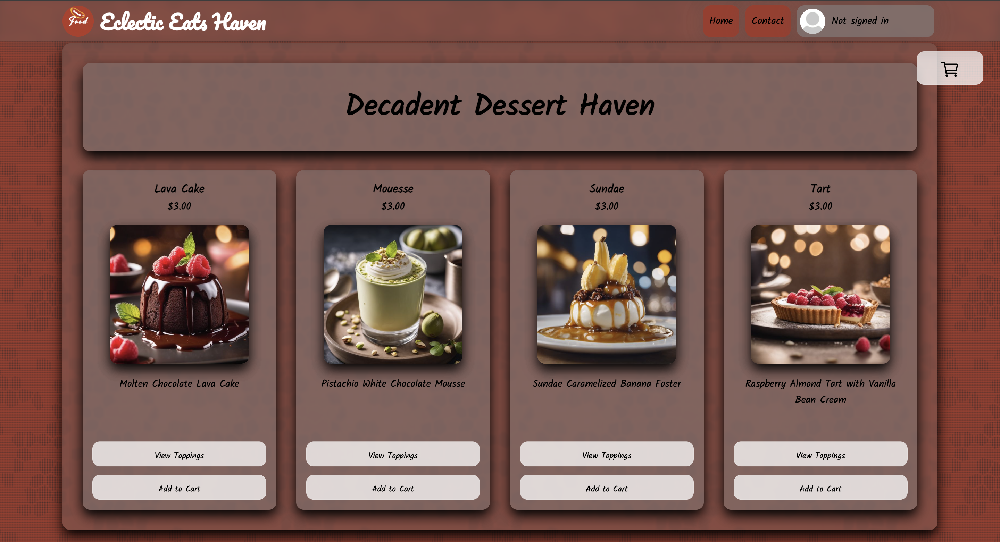 Food
Eclectic Eats Haven
Home
Contact
Not signed in
Decadent Dessert Haven
Lava Cake
$3.00
Molten Chocolate Lava Cake
View Toppings
Add to Cart
Mouesse
$3.00
Pistachio White Chocolate Mousse
View Toppings
Add to Cart
Sundae
$3.00
Sundae Caramelized Banana Foster
View Toppings
Add to Cart
Tart
$3.00
Raspberry Almond Tart with Vanilla
Bean Cream
View Toppings
Add to Cart